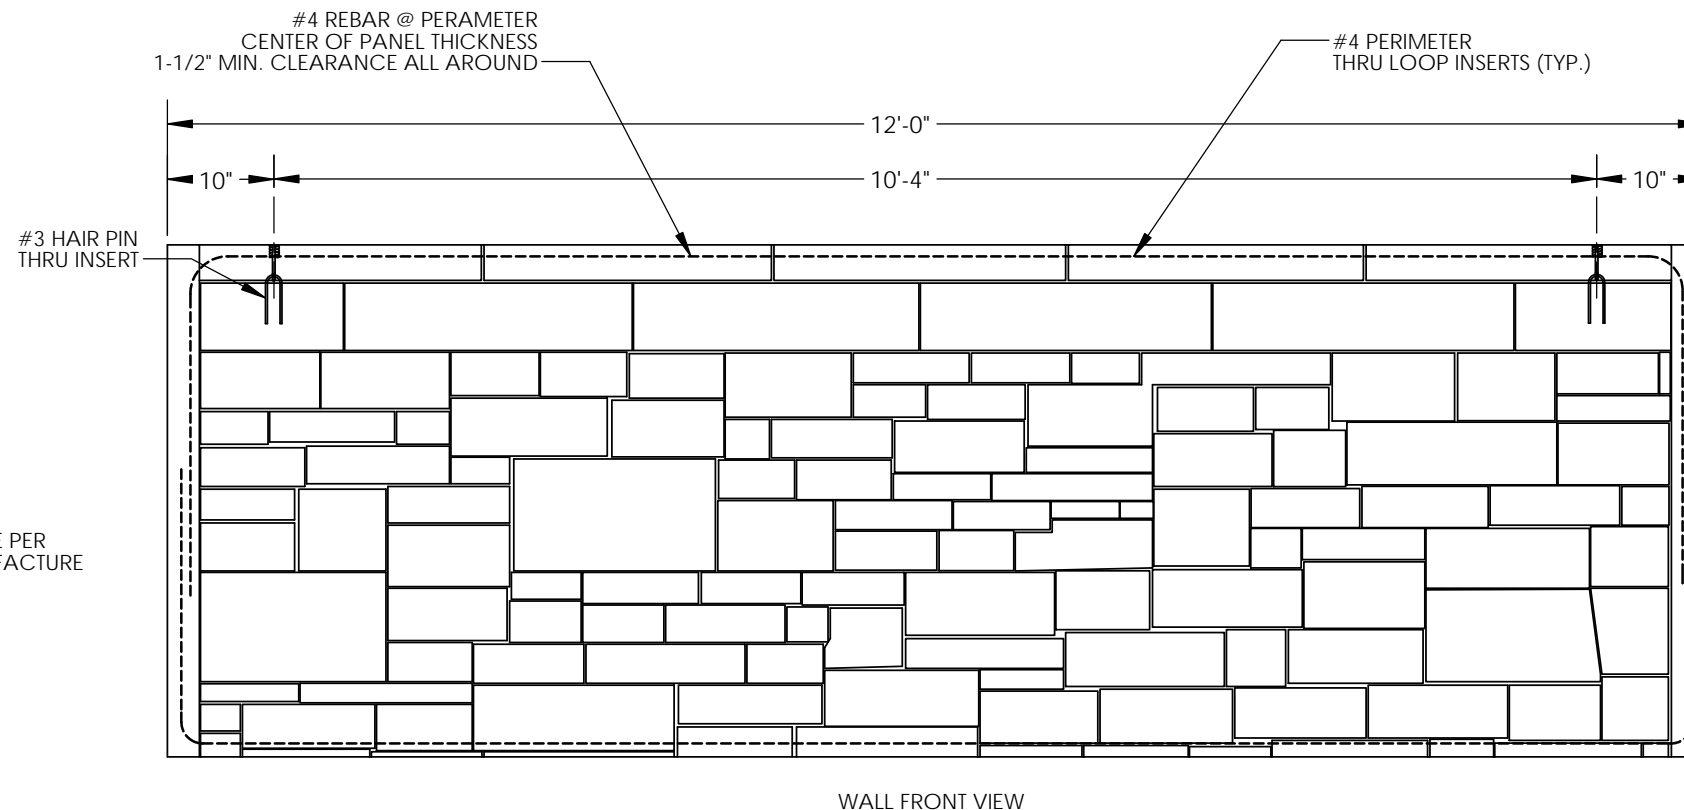 #4 REBAR @ PERAMETER
CENTER OF PANEL THICKNESS
1-1/2" MIN. CLEARANCE ALL AROUND
#4 PERIMETER
THRU LOOP INSERTS (TYP.)
12'-0"
10"
10'-4"
10"
#3 HAIR PIN
THRU INSERT
PER
WALL FRONT VIEW